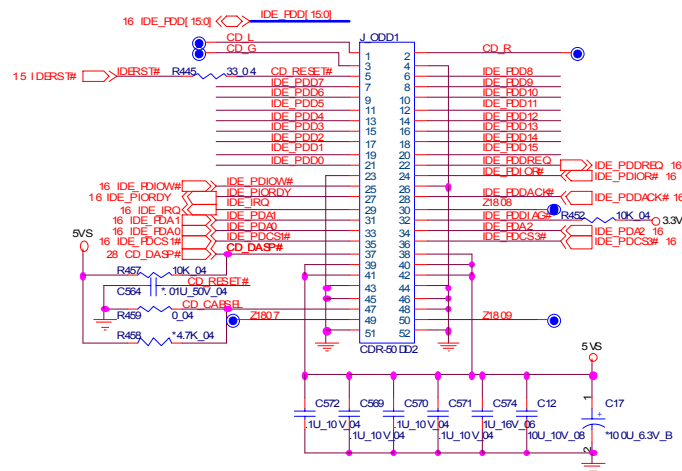 16 IDE_PDD[15:0] IDE_PDD[15:0]
CD_L J_ODD1 CD_R
CD_G 1 2
3 4
15 IDERST# IDERST# R445 33_04 CD_RESET# 5 6 IDE_PDD8
IDE_PDD7 7 8 IDE_PDD9
IDE_PDD6 9 10 IDE_PDD10
IDE_PDD5 11 12 IDE_PDD11
IDE_PDD4 13 14 IDE_PDD12
IDE_PDD3 15 16 IDE_PDD13
IDE_PDD2 17 18 IDE_PDD14
IDE_PDD1 19 20 IDE_PDD15
IDE_PDD0 21 22 IDE_PDDREQ IDE_PDDREQ 16
23 24 IDE_PDIOR# IDE_PDIOR# 16
16 IDE_PDIOW# IDE_PDIOW# 25 26
16 IDE_PIORDY IDE_PIORDY 27 28 IDE_PDDACK# IDE_PDDACK# 16
16 IDE_IRQ IDE_IRQ 29 30 Z1808
16 IDE_PDA1 IDE_PDA1 31 32 IDE_PDDIAG# R452 10K_04 3.3V
16 IDE_PDA0 IDE_PDA0 33 34 IDE_PDA2 IDE_PDA2 16
16 IDE_PDCS1# IDE_PDCS1# 35 36 IDE_PDCS3# IDE_PDCS3# 16
28 CD_DASP# CD_DASP# 37 38
5VS
39 40
R457 10K_04 41 42
C564 *.01U_50V_04 CD_RESET# 43 44
45 46
R459 0_04 CD_CABSEL 47 48
Z1807 49 50 Z1809
R458 *4.7K_04 51 52
CDR-50 DD2
5VS
C572 C569 C570 C571 C574 C12 C17
.1U_10V_04 .1U_10V_04 .1U_10V_04 .1U_10V_04 1U_16V_06 10U_10V_08 *100U_6.3V_B
1
+
2